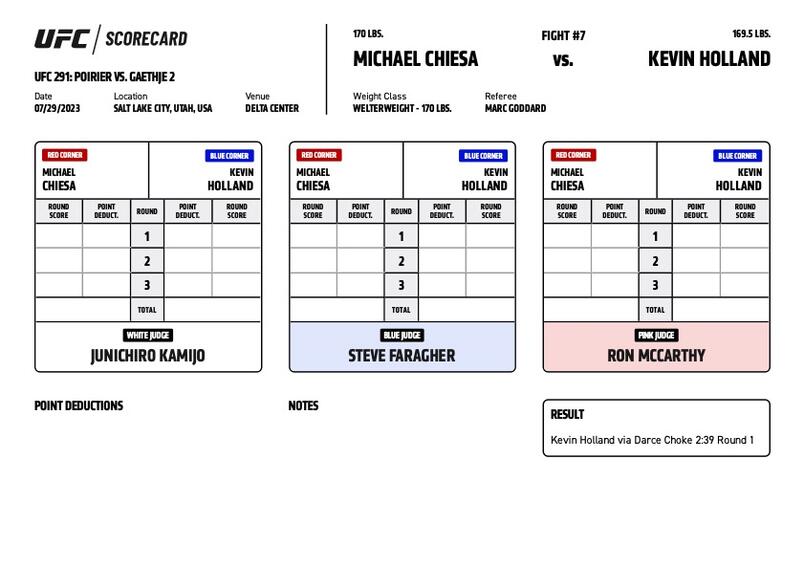 UFC / SCORECARD
UFC 291: POIRIER VS. GAETHJE 2
Date Location Venue
07/29/2023 SALT LAKE CITY, UTAH, USA DELTA CENTER
170 LBS. FIGHT #7 169.5 LBS.
MICHAEL CHIESA VS. KEVIN HOLLAND
Weight Class Referee
WELTERWEIGHT - 170 LBS. MARC GODDARD
RED CORNER BLUE CORNER
MICHAEL KEVIN
CHIESA HOLLAND
ROUND SCORE POINT DEDUCT. ROUND POINT DEDUCT. ROUND SCORE
1
2
3
TOTAL
WHITE JUDGE
JUNICHIRO KAMIJO
RED CORNER BLUE CORNER
MICHAEL KEVIN
CHIESA HOLLAND
ROUND SCORE POINT DEDUCT. ROUND POINT DEDUCT. ROUND SCORE
1
2
3
TOTAL
BLUE JUDGE
STEVE FARAGHER
RED CORNER BLUE CORNER
MICHAEL KEVIN
CHIESA HOLLAND
ROUND SCORE POINT DEDUCT. ROUND POINT DEDUCT. ROUND SCORE
1
2
3
TOTAL
PINK JUDGE
RON MCCARTHY
POINT DEDUCTIONS
NOTES
RESULT
Kevin Holland via Darce Choke 2:39 Round 1